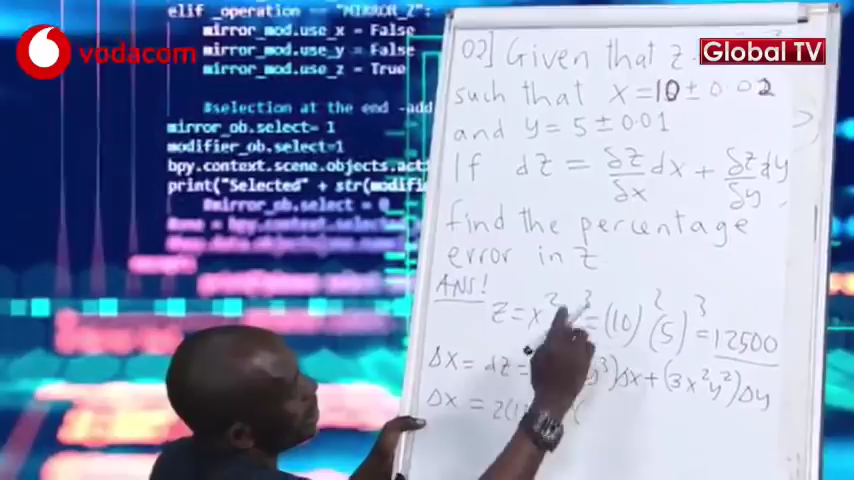 vodacom
Global TV
elif _operation == "MIRROR_Z":
mirror_mod.use_x = False
mirror_mod.use_y = False
mirror_mod.use_z = True
#selection at the end -add
mirror_ob.select= 1
modifier_ob.select=1
bpy.context.scene.objects.acti
print("Selected" + str(modifi
#mirror_ob.select = 0
02] Given that z
such that x = 10 ± 0.02
and y = 5 ± 0.01
If dz = δz/δx dx + δz/δy dy
find the percentage
error in z
ANS!
z = x² y³ = (10)² (5)³ = 12500
Δx = dz = y³)Δx + (3x²y²)Δy
Δx = 2(1